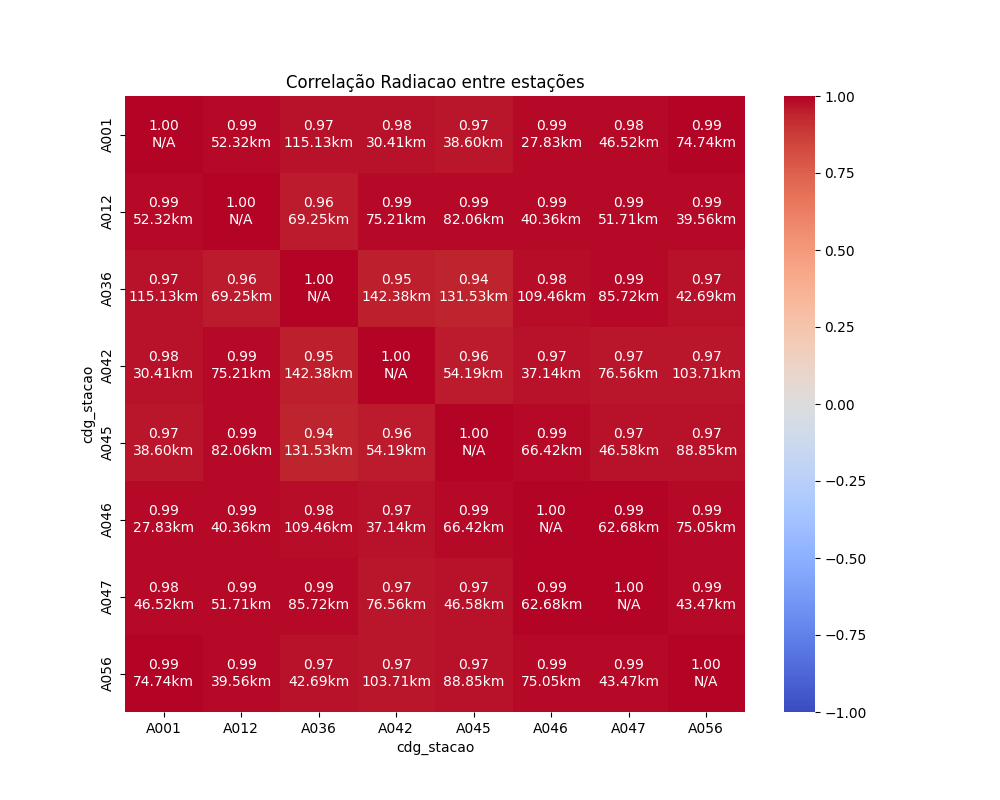 Correlação Radiacao entre estações
A001 1.00 0.99 0.97 0.98 0.97 0.99 0.98 0.99
N/A 52.32km 115.13km 30.41km 38.60km 27.83km 46.52km 74.74km
A012 0.99 1.00 0.96 0.99 0.99 0.99 0.99 0.99
52.32km N/A 69.25km 75.21km 82.06km 40.36km 51.71km 39.56km
A036 0.97 0.96 1.00 0.95 0.94 0.98 0.99 0.97
115.13km 69.25km N/A 142.38km 131.53km 109.46km 85.72km 42.69km
A042 0.98 0.99 0.95 1.00 0.96 0.97 0.97 0.97
30.41km 75.21km 142.38km N/A 54.19km 37.14km 76.56km 103.71km
A045 0.97 0.99 0.94 0.96 1.00 0.99 0.97 0.97
38.60km 82.06km 131.53km 54.19km N/A 66.42km 46.58km 88.85km
A046 0.99 0.99 0.98 0.97 0.99 1.00 0.99 0.99
27.83km 40.36km 109.46km 37.14km 66.42km N/A 62.68km 75.05km
A047 0.98 0.99 0.99 0.97 0.97 0.99 1.00 0.99
46.52km 51.71km 85.72km 76.56km 46.58km 62.68km N/A 43.47km
A056 0.99 0.99 0.97 0.97 0.97 0.99 0.99 1.00
74.74km 39.56km 42.69km 103.71km 88.85km 75.05km 43.47km N/A
A001 A012 A036 A042 A045 A046 A047 A056
cdg_stacao
cdg_stacao
1.00
0.75
0.50
0.25
0.00
−0.25
−0.50
−0.75
−1.00